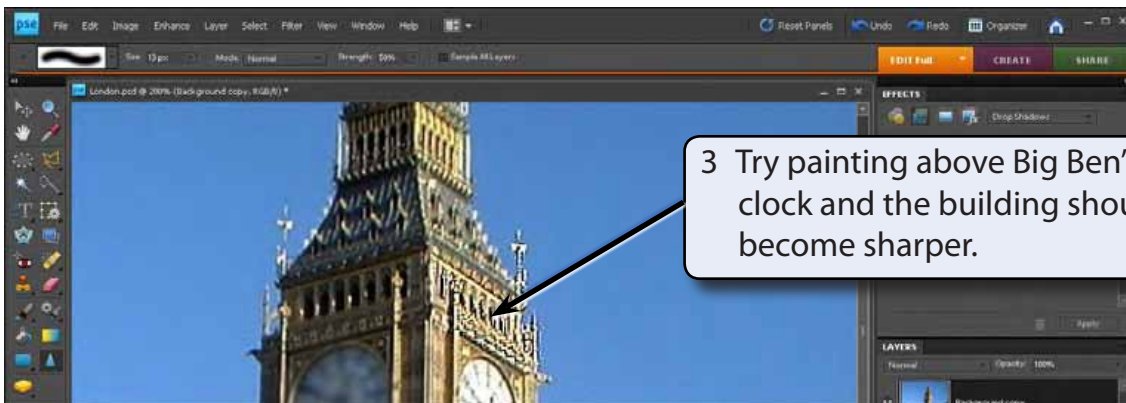 pse File Edit Image Enhance Layer Select Filter View Window Help Reset Panels Undo Redo Organizer
Size: 13 px Mode: Normal Strength: 50% Sample All Layers EDIT Full CREATE SHARE
London.psd @ 200% (Background copy, RGB/8) *
EFFECTS
Drop Shadows
3 Try painting above Big Ben’
clock and the building shou
become sharper.
Apply
LAYERS
Normal Opacity: 100%
Background copy